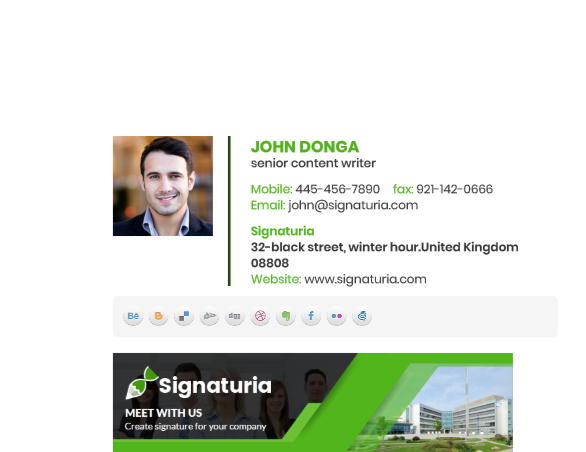 JOHN DONGA
senior content writer
Mobile: 445-456-7890 fax: 921-142-0666
Email: john@signaturia.com
Signaturia
32-black street, winter hour.United Kingdom
08808
Website: www.signaturia.com
Bē
digg
f
Signaturia
MEET WITH US
Create signature for your company